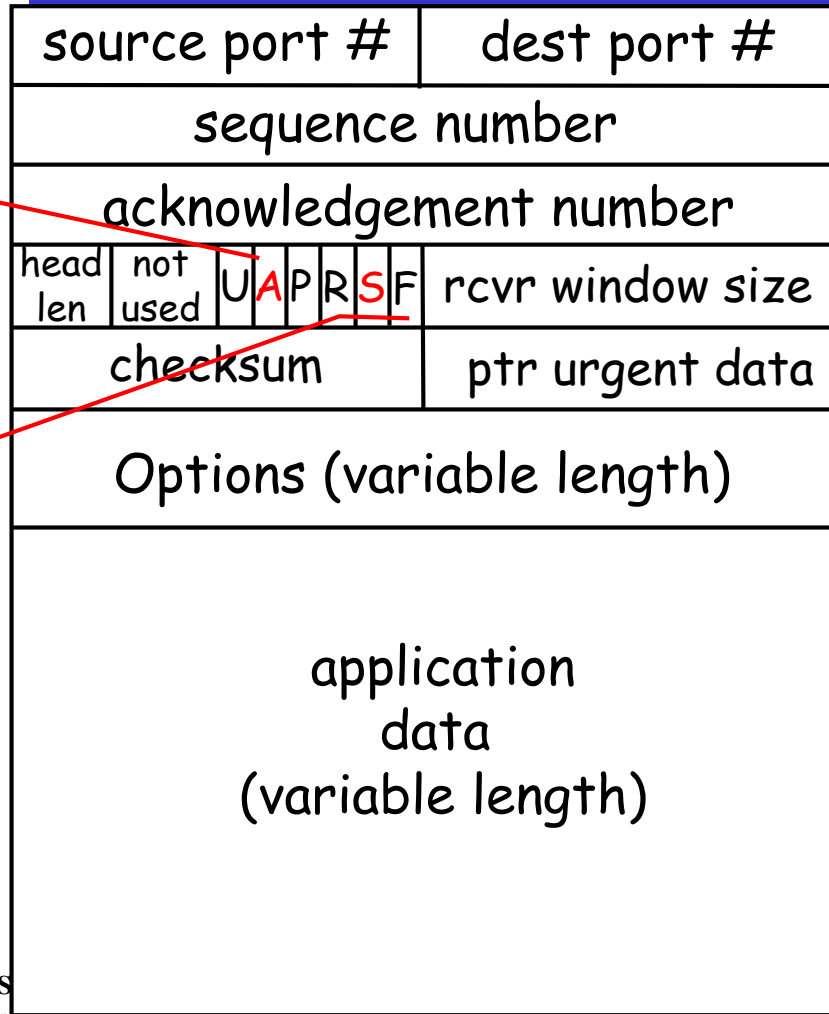 source port # dest port #
sequence number
acknowledgement number
head not U A P R S F rcvr window size
len used
checksum ptr urgent data
Options (variable length)
application
data
(variable length)
s